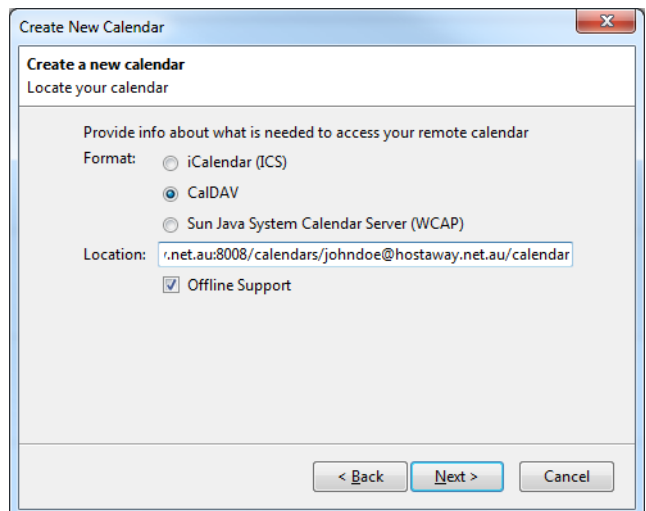 Create New Calendar
Create a new calendar
Locate your calendar
Provide info about what is needed to access your remote calendar
Format:
iCalendar (ICS)
CalDAV
Sun Java System Calendar Server (WCAP)
Location: .net.au:8008/calendars/johndoe@hostaway.net.au/calendar
Offline Support
< Back Next > Cancel